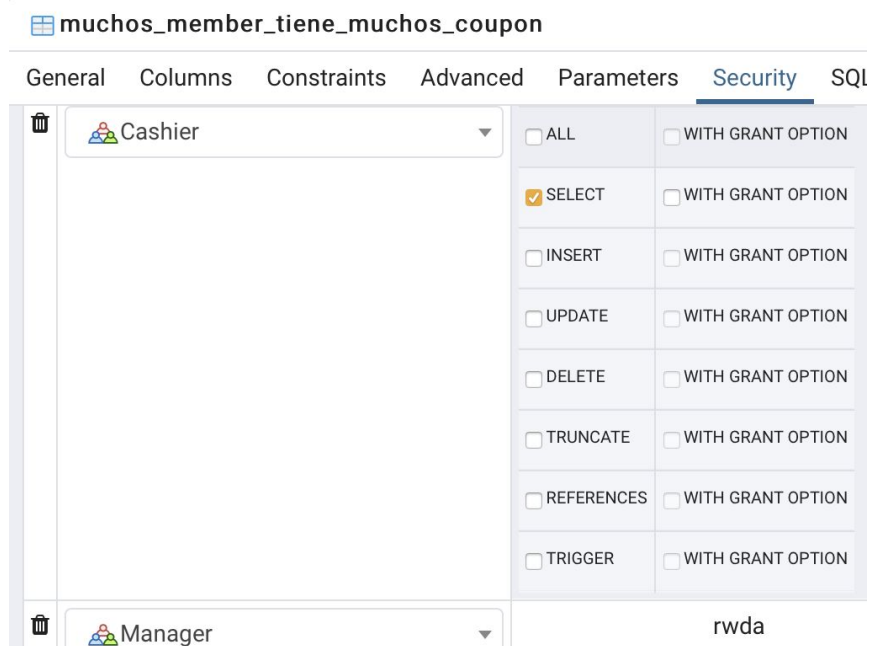 muchos_member_tiene_muchos_coupon
General Columns Constraints Advanced Parameters Security SQL
Cashier
ALL WITH GRANT OPTION
SELECT WITH GRANT OPTION
INSERT WITH GRANT OPTION
UPDATE WITH GRANT OPTION
DELETE WITH GRANT OPTION
TRUNCATE WITH GRANT OPTION
REFERENCES WITH GRANT OPTION
TRIGGER WITH GRANT OPTION
Manager rwda